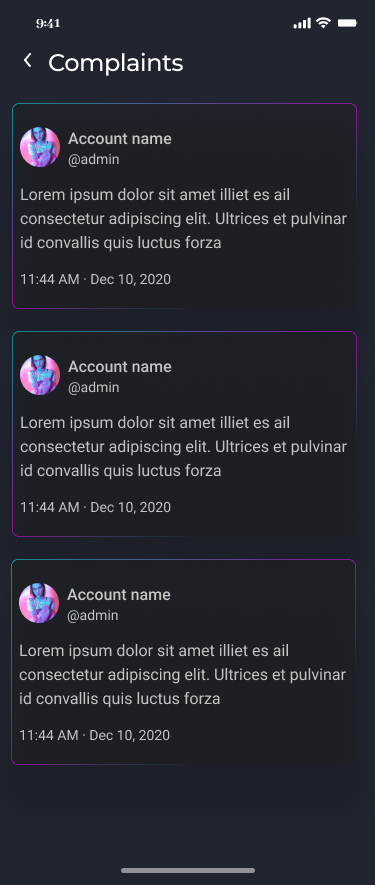 9:41
Complaints
Account name
@admin
Lorem ipsum dolor sit amet illiet es ail
consectetur adipiscing elit. Ultrices et pulvinar
id convallis quis luctus forza
11:44 AM · Dec 10, 2020
Account name
@admin
Lorem ipsum dolor sit amet illiet es ail
consectetur adipiscing elit. Ultrices et pulvinar
id convallis quis luctus forza
11:44 AM · Dec 10, 2020
Account name
@admin
Lorem ipsum dolor sit amet illiet es ail
consectetur adipiscing elit. Ultrices et pulvinar
id convallis quis luctus forza
11:44 AM · Dec 10, 2020